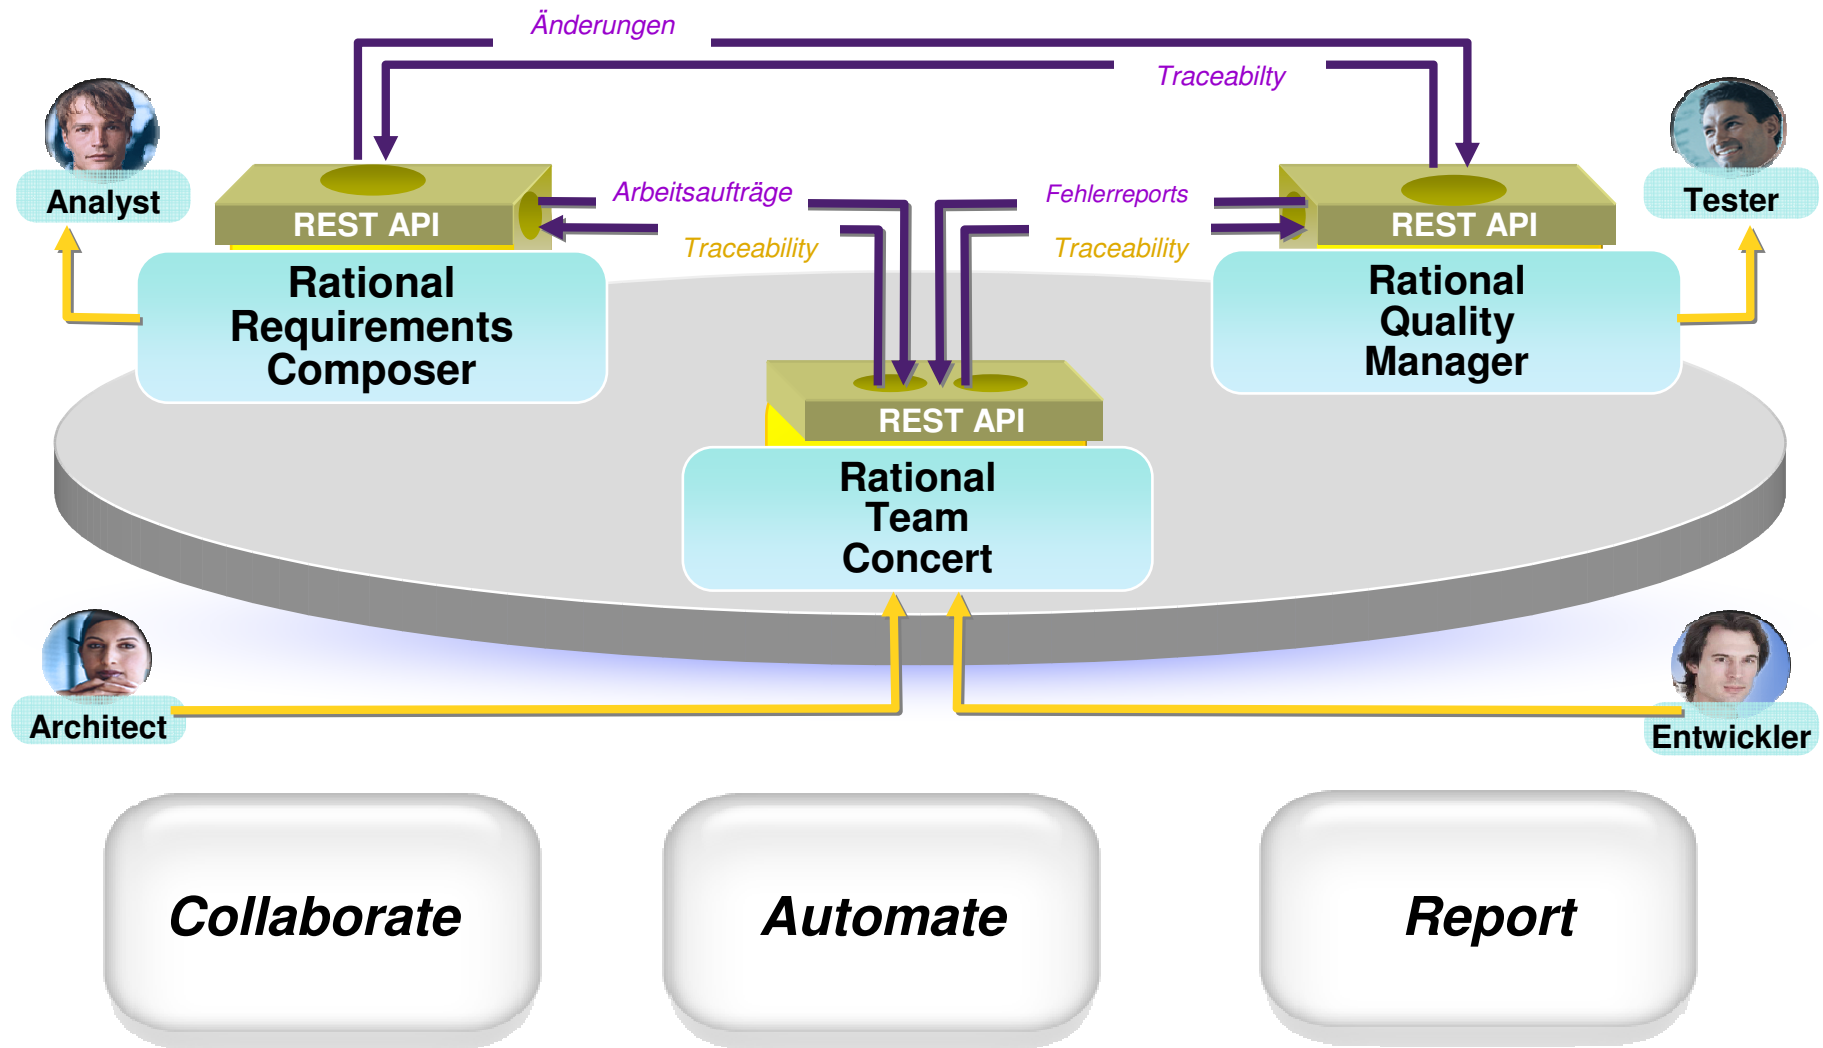 Änderungen
Traceabilty
Analyst
Tester
Arbeitsaufträge
Fehlerreports
REST API
REST API
Traceability
Traceability
Rational
Requirements
Composer
Rational
Quality
Manager
REST API
Rational
Team
Concert
Architect
Entwickler
Collaborate
Automate
Report